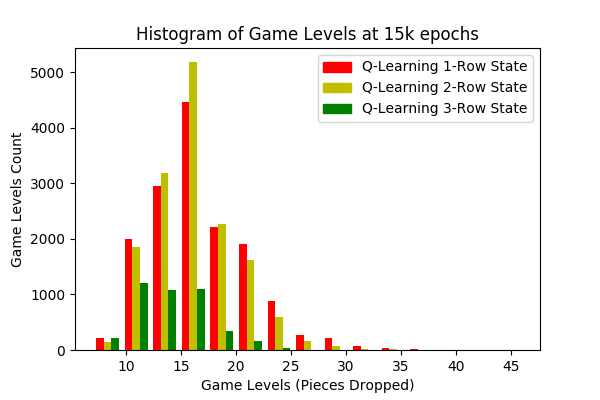 Histogram of Game Levels at 15k epochs
Q-Learning 1-Row State
Q-Learning 2-Row State
Q-Learning 3-Row State
Game Levels Count
5000
4000
3000
2000
1000
0
10 15 20 25 30 35 40 45
Game Levels (Pieces Dropped)